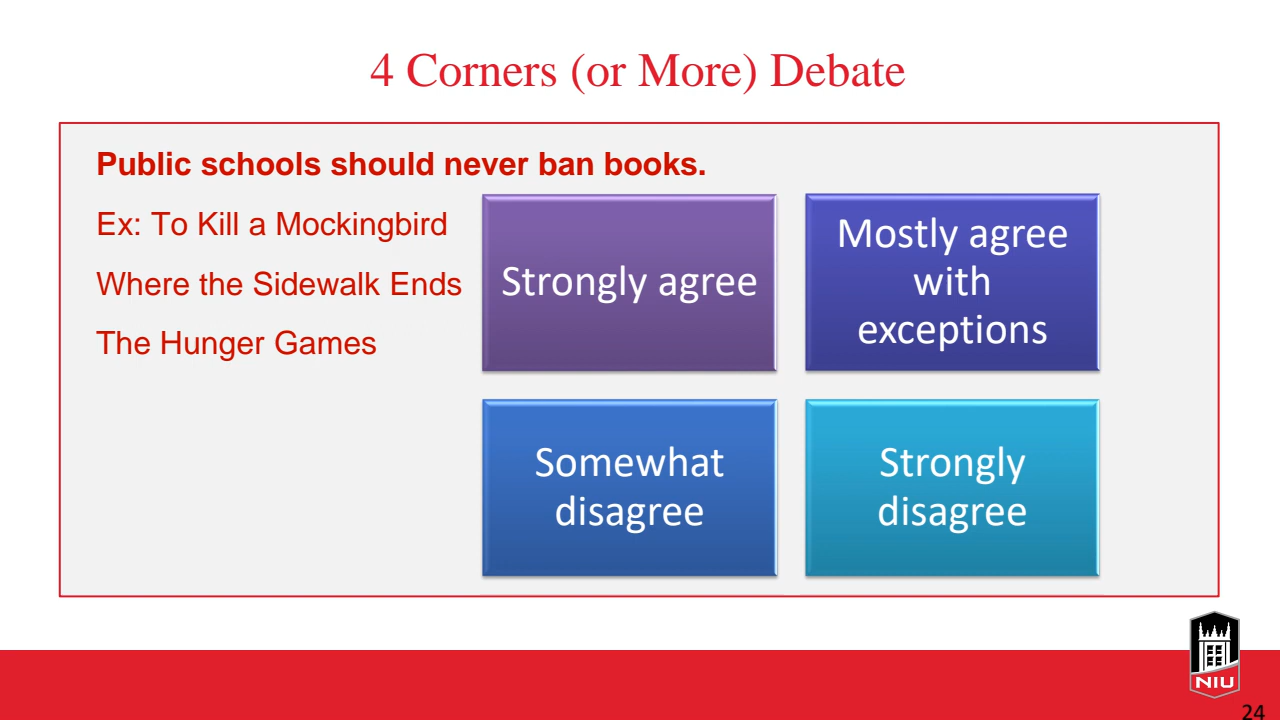 4 Corners (or More) Debate
Public schools should never ban books.
Ex: To Kill a Mockingbird
Where the Sidewalk Ends
The Hunger Games
Strongly agree
Mostly agree
with
exceptions
Somewhat
disagree
Strongly
disagree
NIU
24